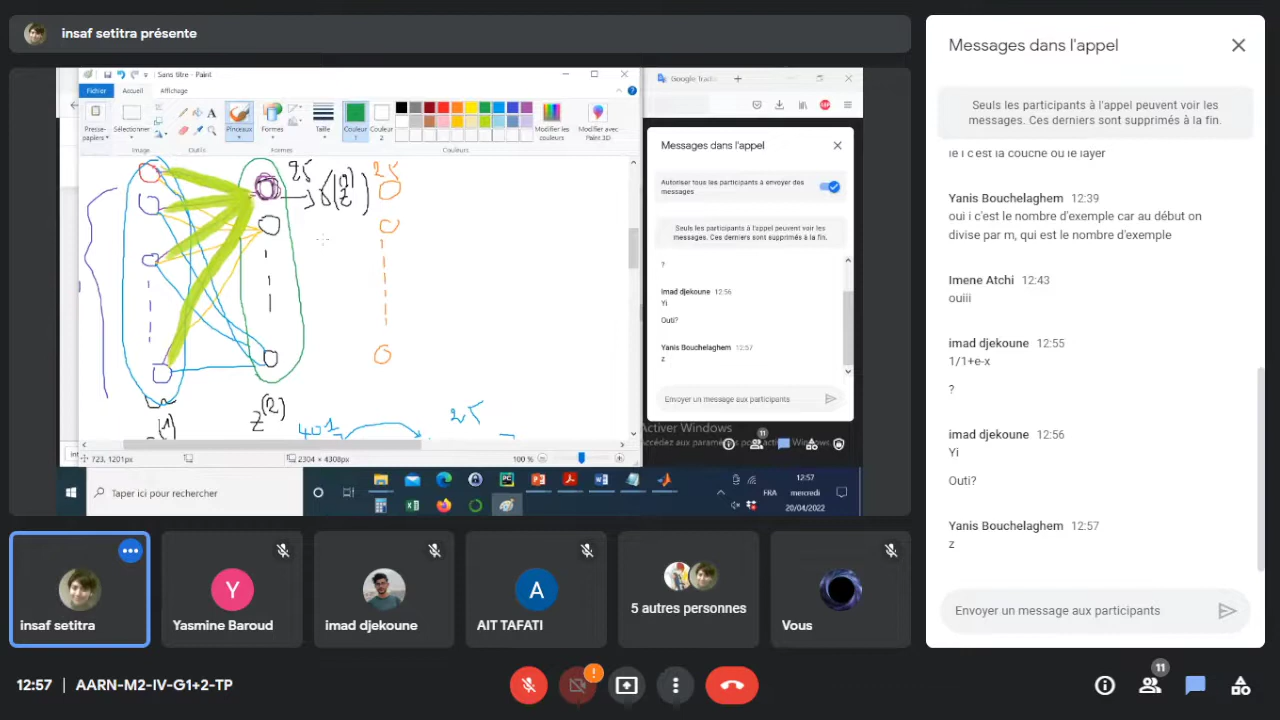 insaf setitra présente
Sans titre - Paint
Fichier
Accueil
Affichage
Presse-papiers
Sélectionner
Image
Outils
Pinceaux
Formes
Formes
Taille
Couleur 1
Couleur 2
Couleurs
Modifier les couleurs
Modifier avec Paint 3D
25
25
z(2)
401
25
723, 1201px
2304 × 4308px
100 %
Messages dans l'appel
Autoriser tous les participants à envoyer des messages
Seuls les participants à l'appel peuvent voir les messages. Ces derniers sont supprimés à la fin.
?
Imad djekoune 12:56
Yi
Outi?
Yanis Bouchelaghem 12:57
z
Envoyer un message aux participants
Activer Windows
11
Taper ici pour rechercher
FRA
12:57
mercredi
20/04/2022
Messages dans l'appel
Seuls les participants à l'appel peuvent voir les
messages. Ces derniers sont supprimés à la fin.
Yanis Bouchelaghem 12:39
oui i c'est le nombre d'exemple car au début on
divise par m, qui est le nombre d'exemple
Imene Atchi 12:43
ouiii
imad djekoune 12:55
1/1+e-x
?
imad djekoune 12:56
Yi
Outi?
Yanis Bouchelaghem 12:57
z
Envoyer un message aux participants
insaf setitra
Y
Yasmine Baroud
imad djekoune
A
AIT TAFATI
5 autres personnes
Vous
12:57 | AARN-M2-IV-G1+2-TP
11